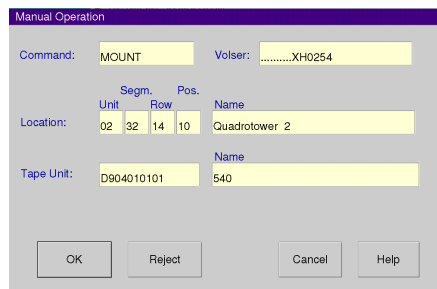 Manual Operation
Command: MOUNT Volser: ..........XH0254
Segm. Pos.
Unit Row Name
Location: 02 32 14 10 Quadrotower 2
Name
Tape Unit: D904010101 540
OK Reject Cancel Help